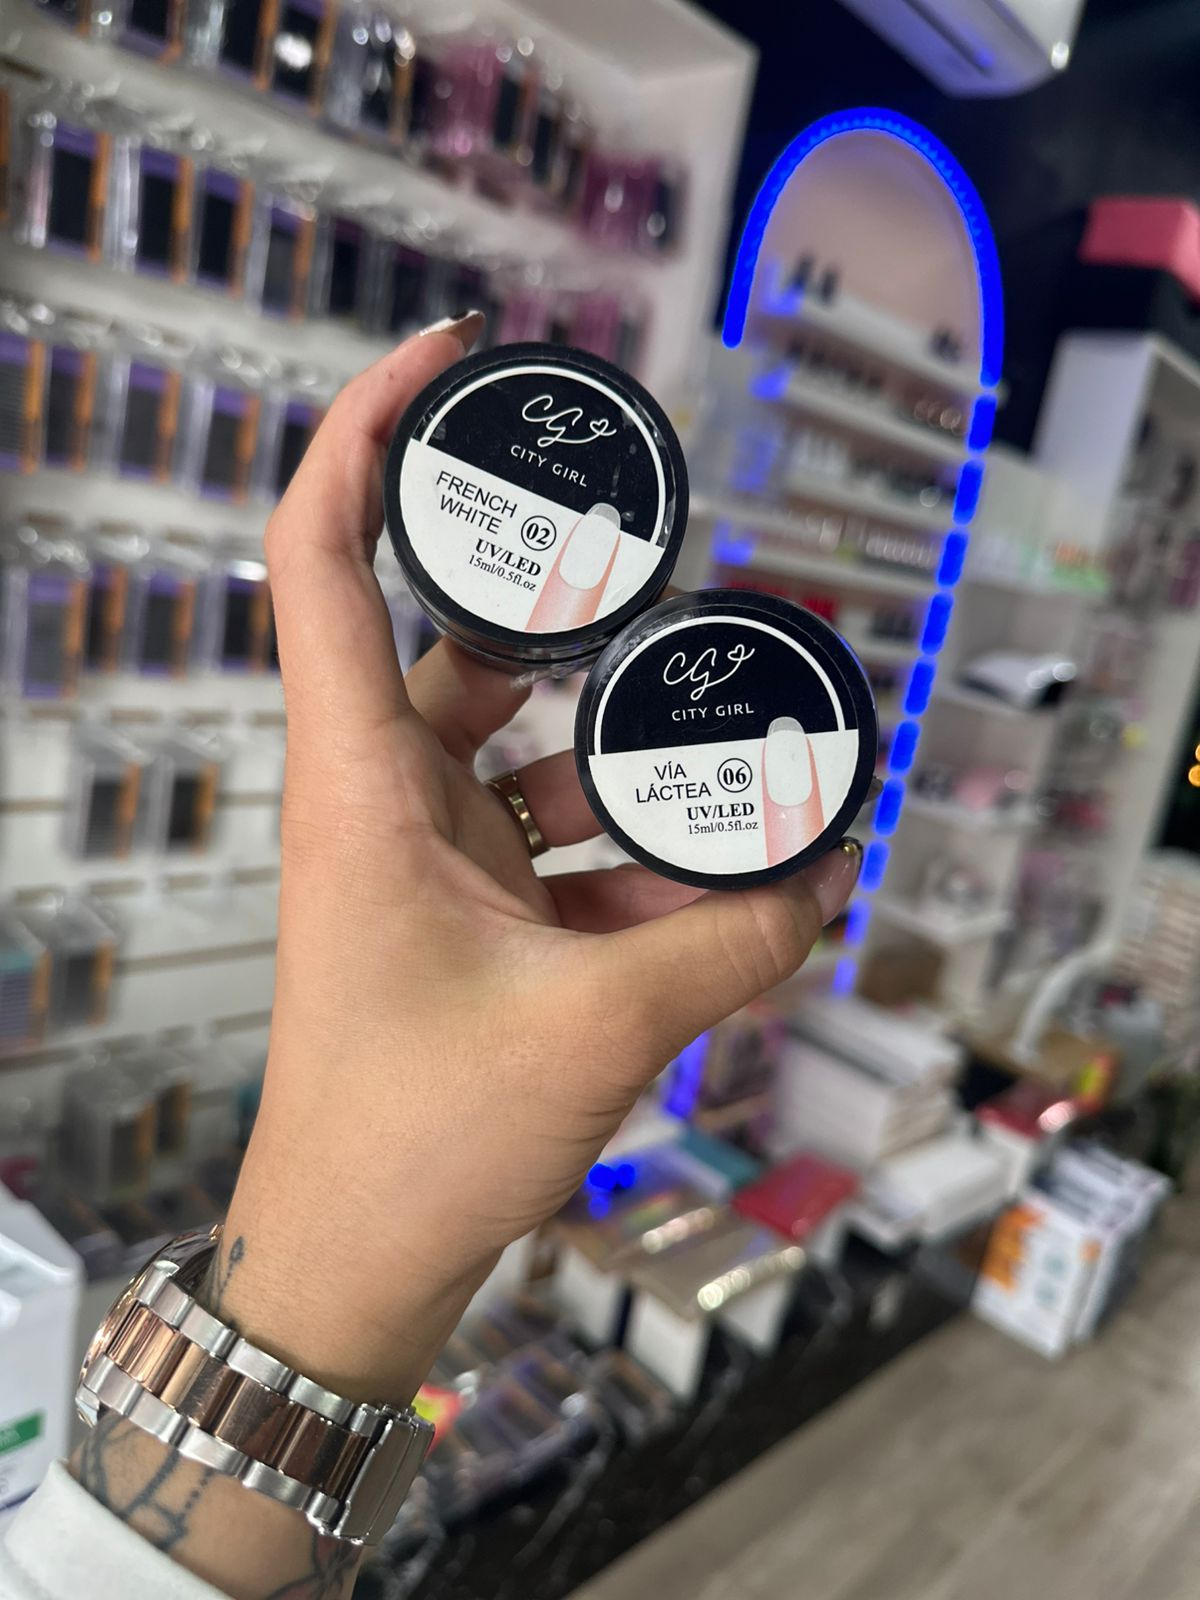 CG
CITY GIRL
FRENCH
WHITE 02
UV/LED
15ml/0.5fl.oz
CG
CITY GIRL
VÍA
LÁCTEA 06
UV/LED
15ml/0.5fl.oz